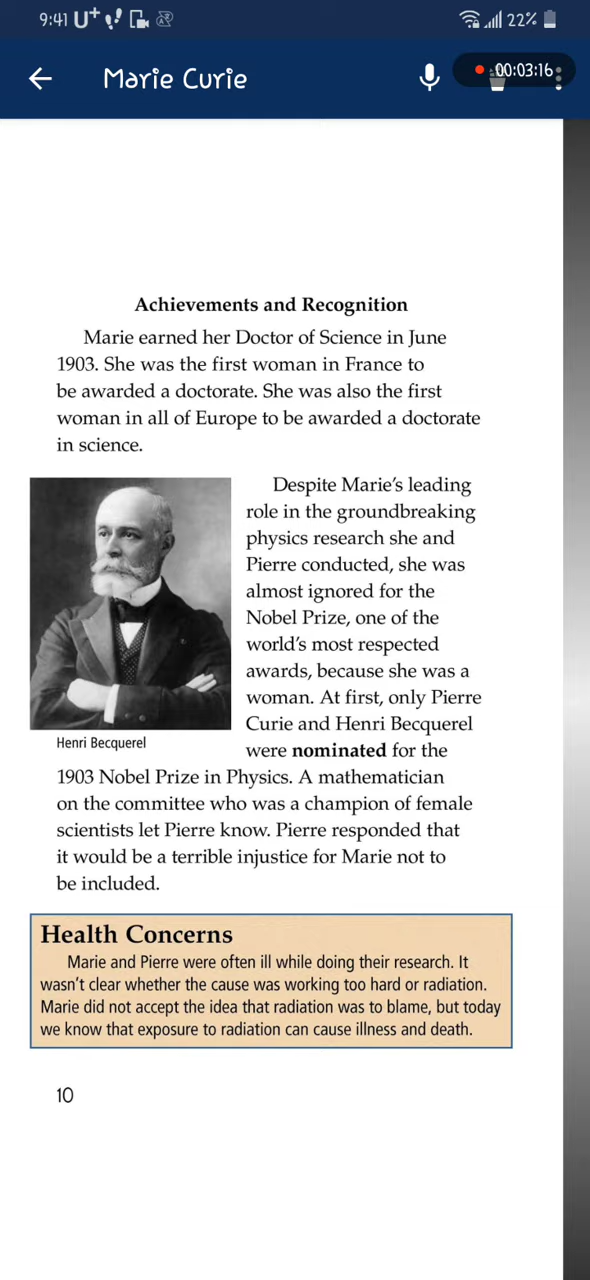 9:41 U+ 22%
Marie Curie
00:03:16
Achievements and Recognition
Marie earned her Doctor of Science in June
1903. She was the first woman in France to
be awarded a doctorate. She was also the first
woman in all of Europe to be awarded a doctorate
in science.
Despite Marie’s leading
role in the groundbreaking
physics research she and
Pierre conducted, she was
almost ignored for the
Nobel Prize, one of the
world’s most respected
awards, because she was a
woman. At first, only Pierre
Curie and Henri Becquerel
were nominated for the
1903 Nobel Prize in Physics. A mathematician
on the committee who was a champion of female
scientists let Pierre know. Pierre responded that
it would be a terrible injustice for Marie not to
be included.
Henri Becquerel
Health Concerns
Marie and Pierre were often ill while doing their research. It
wasn’t clear whether the cause was working too hard or radiation.
Marie did not accept the idea that radiation was to blame, but today
we know that exposure to radiation can cause illness and death.
10